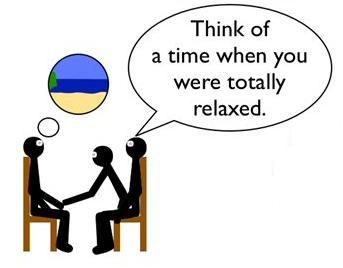 Think of
a time when you
were totally
relaxed.